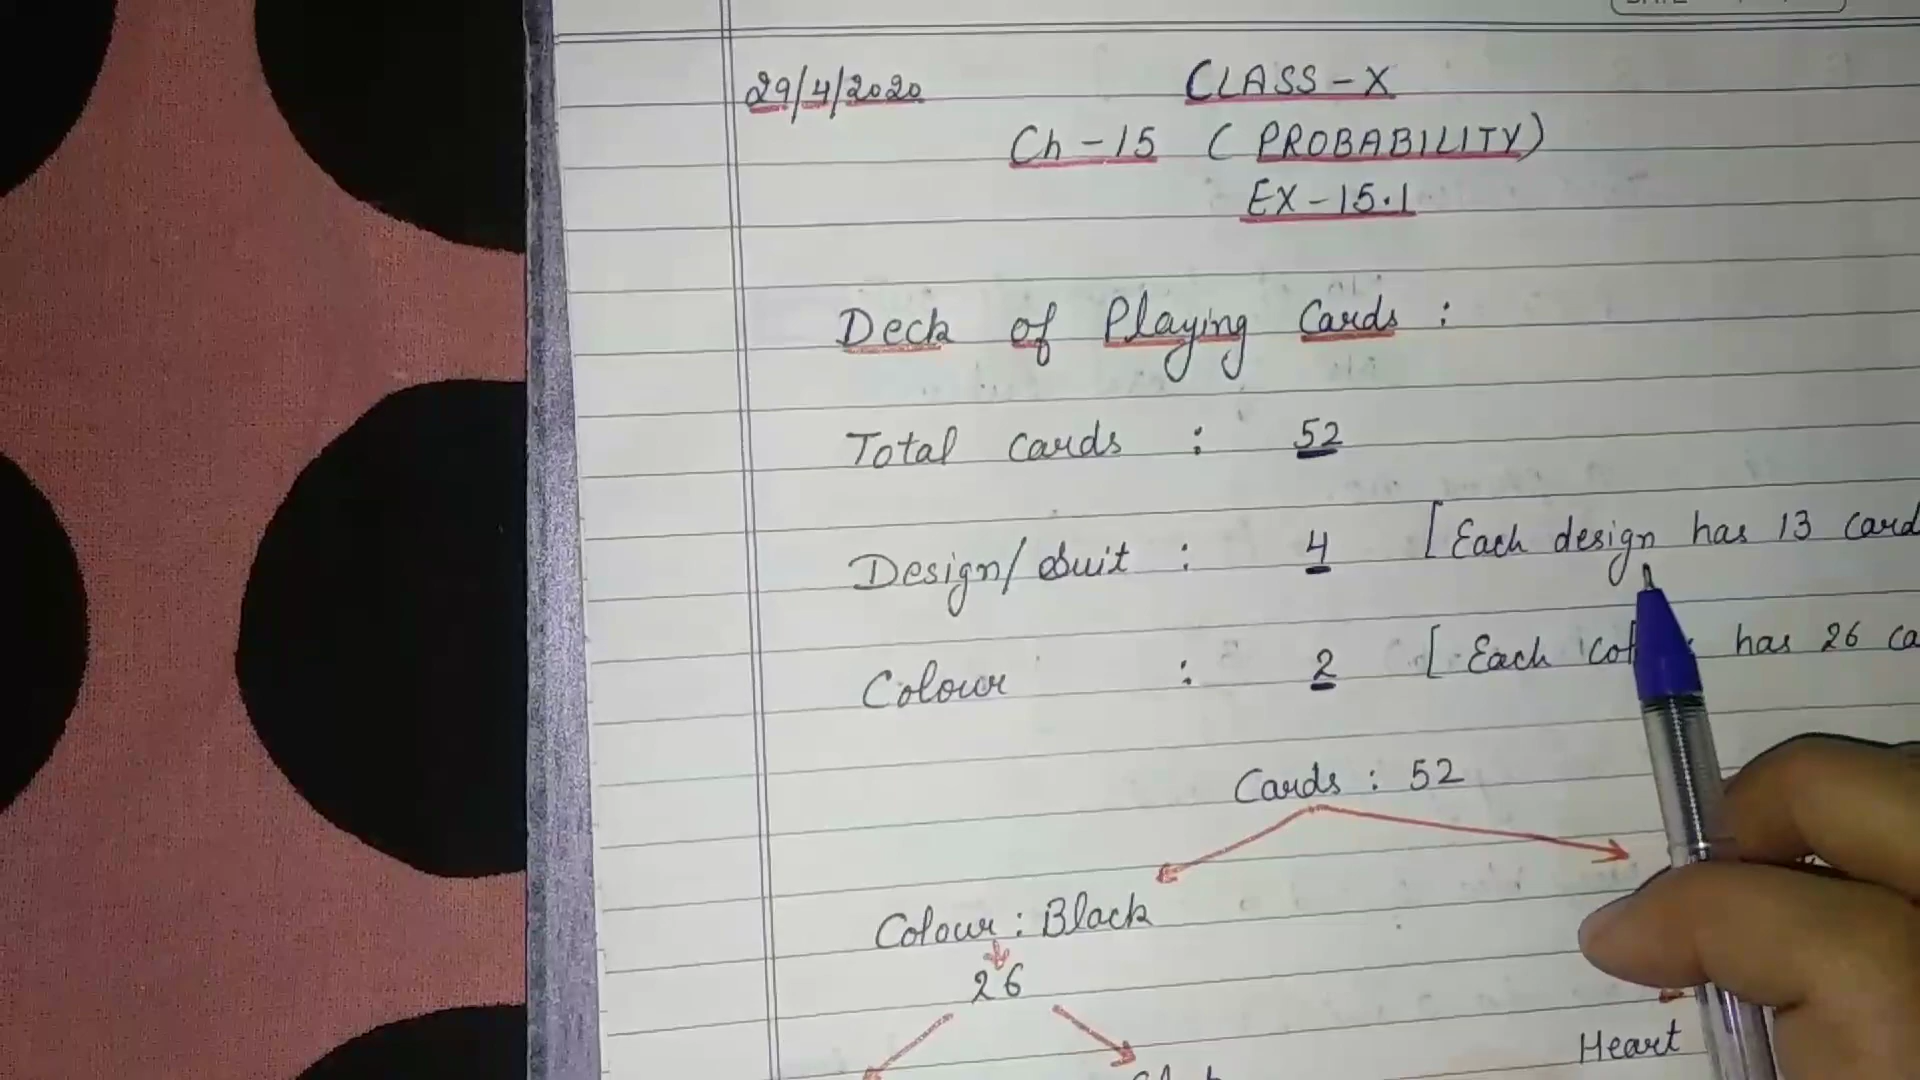 DATE
29/4/2020 CLASS-X
Ch-15 (PROBABILITY)
EX-15.1
Deck of Playing Cards :
Total cards : 52
Design/Suit : 4 [Each design has 13 card
Colour : 2 [Each has 26 ca
Cards : 52
Colour : Black
26
Heart